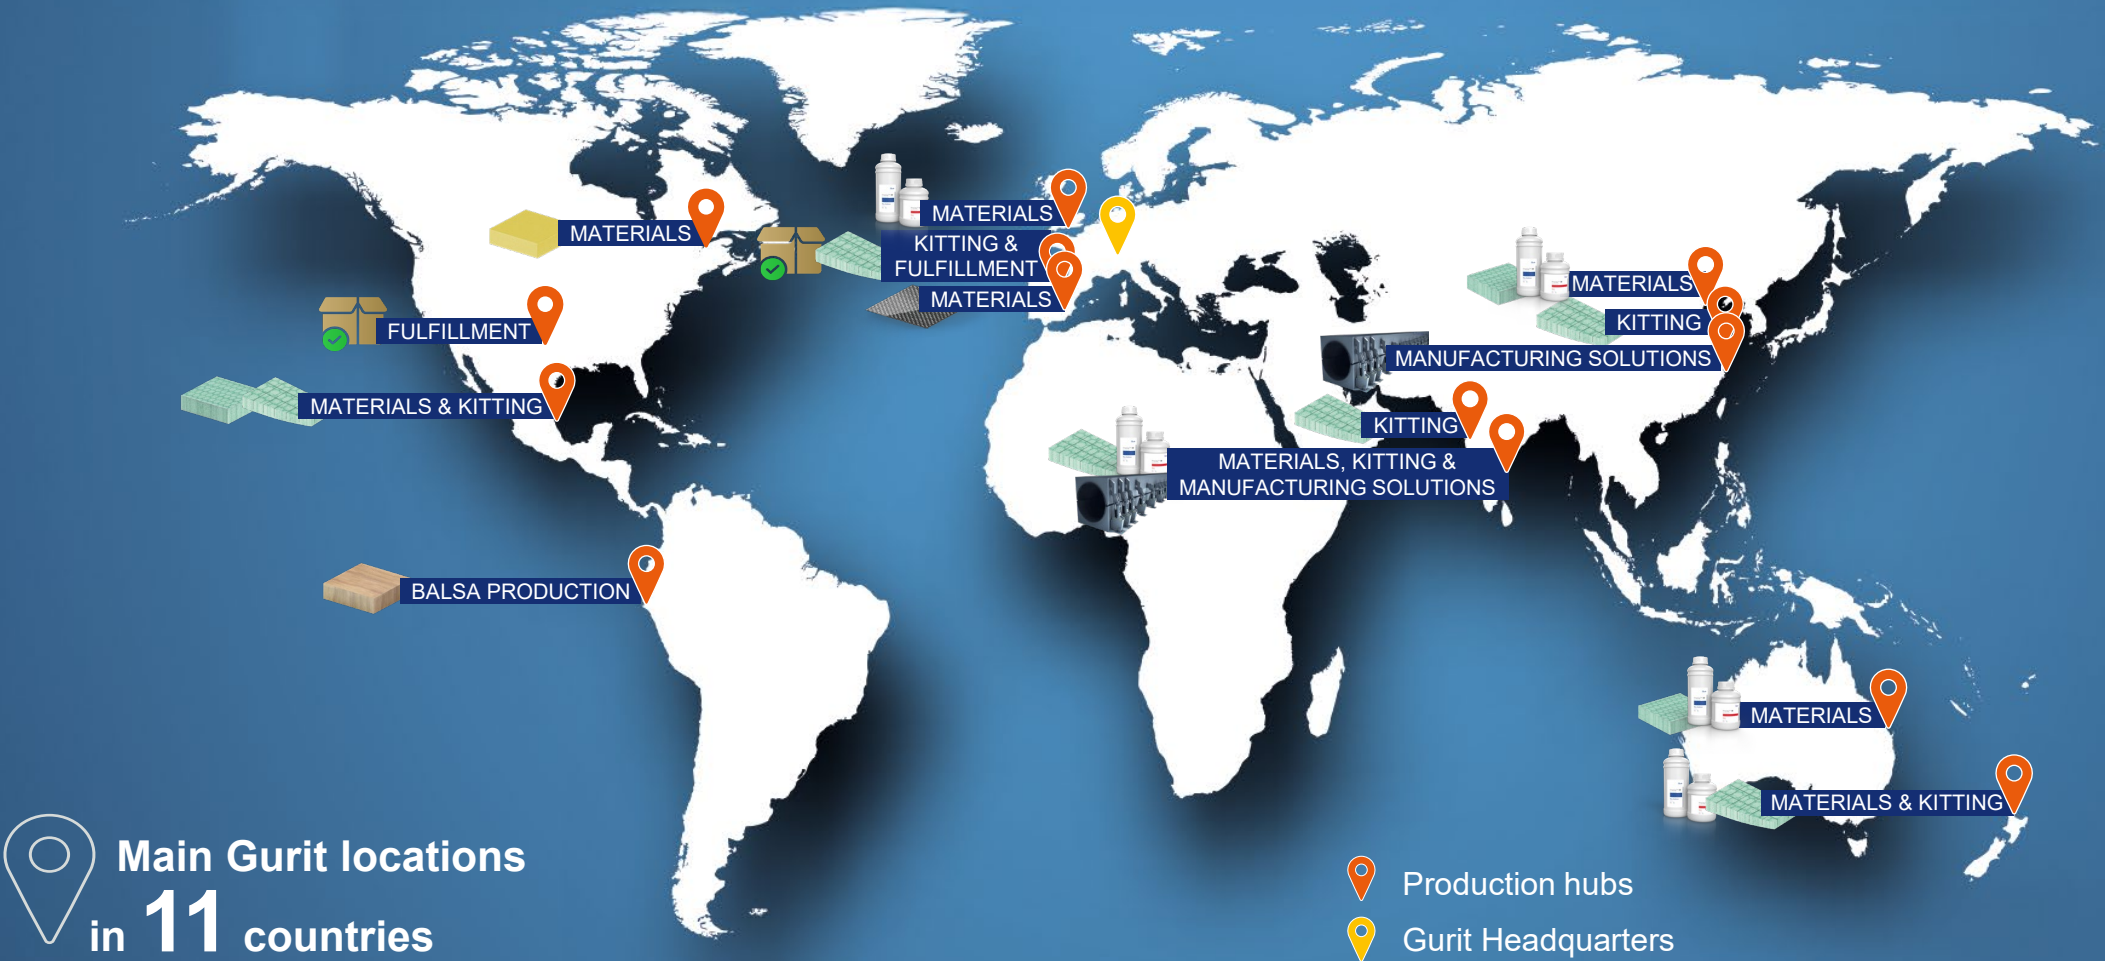 MATERIALS
MATERIALS
KITTING &
FULFILLMENT
MATERIALS
FULFILLMENT
MATERIALS & KITTING
MATERIALS
KITTING
MANUFACTURING SOLUTIONS
KITTING
MATERIALS, KITTING &
MANUFACTURING SOLUTIONS
BALSA PRODUCTION
MATERIALS
MATERIALS & KITTING
Main Gurit locations
in 11 countries
Production hubs
Gurit Headquarters